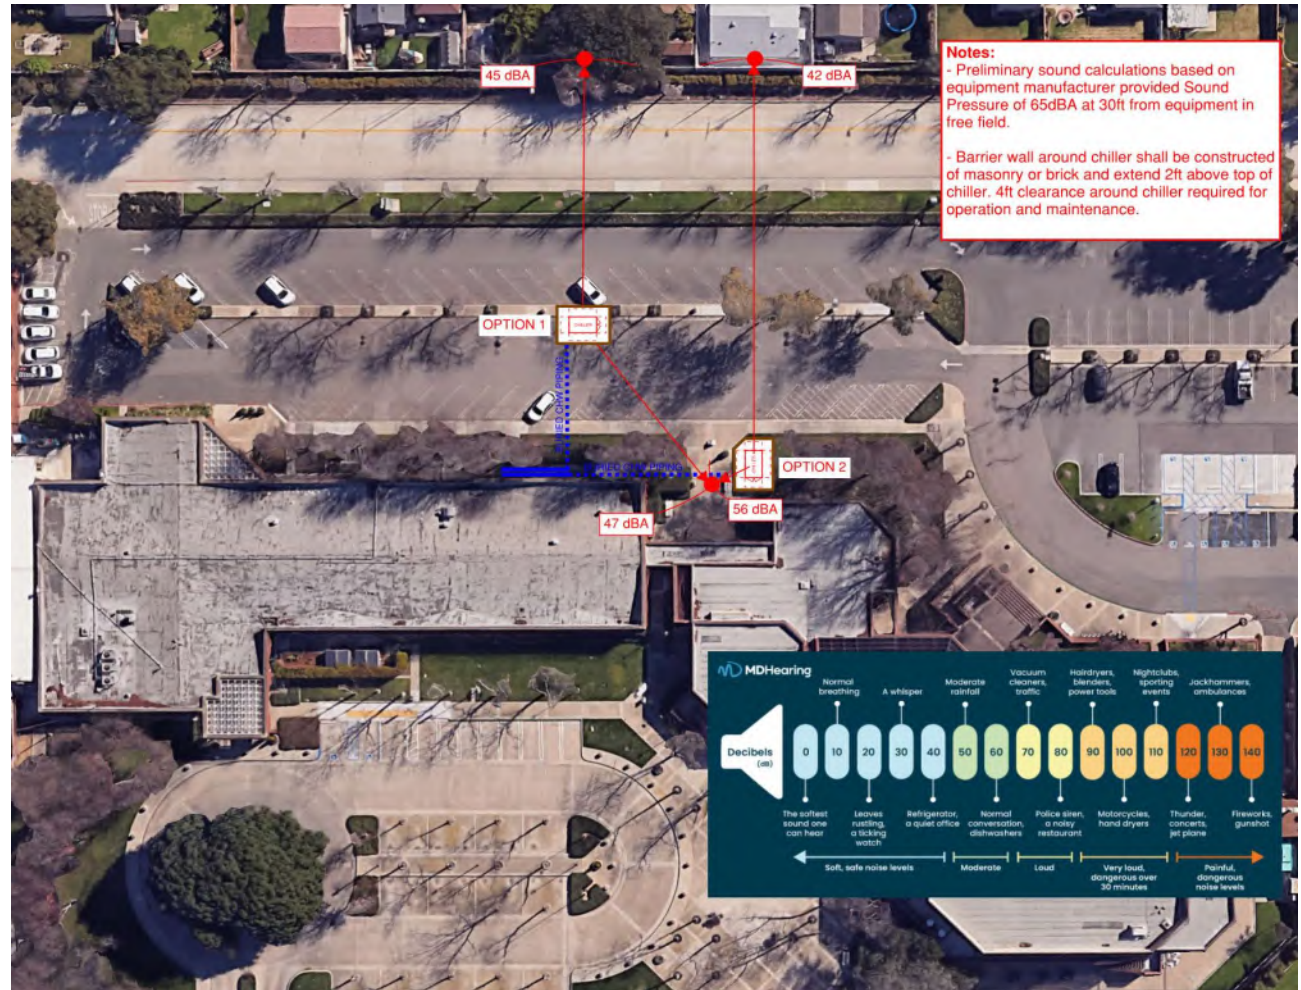 45 dBA
42 dBA
Notes:
- Preliminary sound calculations based on
equipment manufacturer provided Sound
Pressure of 65dBA at 30ft from equipment in
free field.
- Barrier wall around chiller shall be constructed
of masonry or brick and extend 2ft above top of
chiller. 4ft clearance around chiller required for
operation and maintenance.
OPTION 1
CHILLER
BURIED CHW PIPING
BURIED CHW PIPING
OPTION 2
47 dBA
56 dBA
MDHearing
Normal
breathing
A whisper
Moderate
rainfall
Vacuum
cleaners,
traffic
Hairdryers,
blenders,
power tools
Nightclubs,
sporting
events
Jackhammers,
ambulances
Decibels
(dB)
0 10 20 30 40 50 60 70 80 90 100 110 120 130 140
The softest
sound one
can hear
Leaves
rustling,
a ticking
watch
Refrigerator,
a quiet office
Normal
conversation,
dishwashers
Police siren,
a noisy
restaurant
Motorcycles,
hand dryers
Thunder,
concerts,
jet plane
Fireworks,
gunshot
Soft, safe noise levels
Moderate
Loud
Very loud,
dangerous over
30 minutes
Painful,
dangerous
noise levels